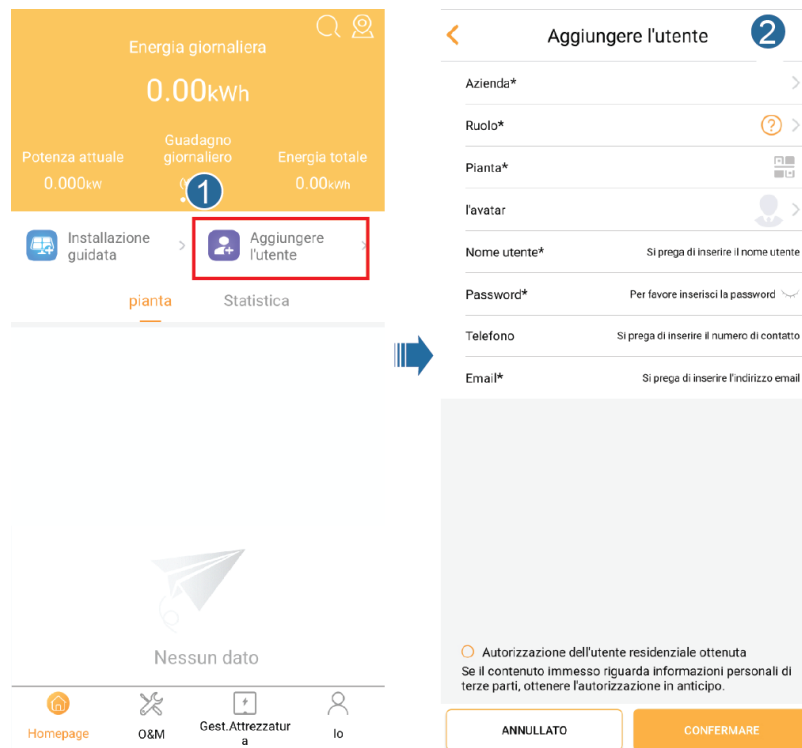 Energia giornaliera
0.00kWh
Potenza attuale
Guadagno
giornaliero
Energia totale
0.000kW
0.00kWh
1
Installazione
guidata
Aggiungere
l'utente
pianta
Statistica
Nessun dato
Homepage
O&M
Gest.Attrezzatur
a
Io
Aggiungere l'utente
2
Azienda*
Ruolo*
?
Pianta*
l'avatar
Nome utente*
Si prega di inserire il nome utente
Password*
Per favore inserisci la password
Telefono
Si prega di inserire il numero di contatto
Email*
Si prega di inserire l'indirizzo email
Autorizzazione dell'utente residenziale ottenuta
Se il contenuto immesso riguarda informazioni personali di
terze parti, ottenere l'autorizzazione in anticipo.
ANNULLATO
CONFERMARE